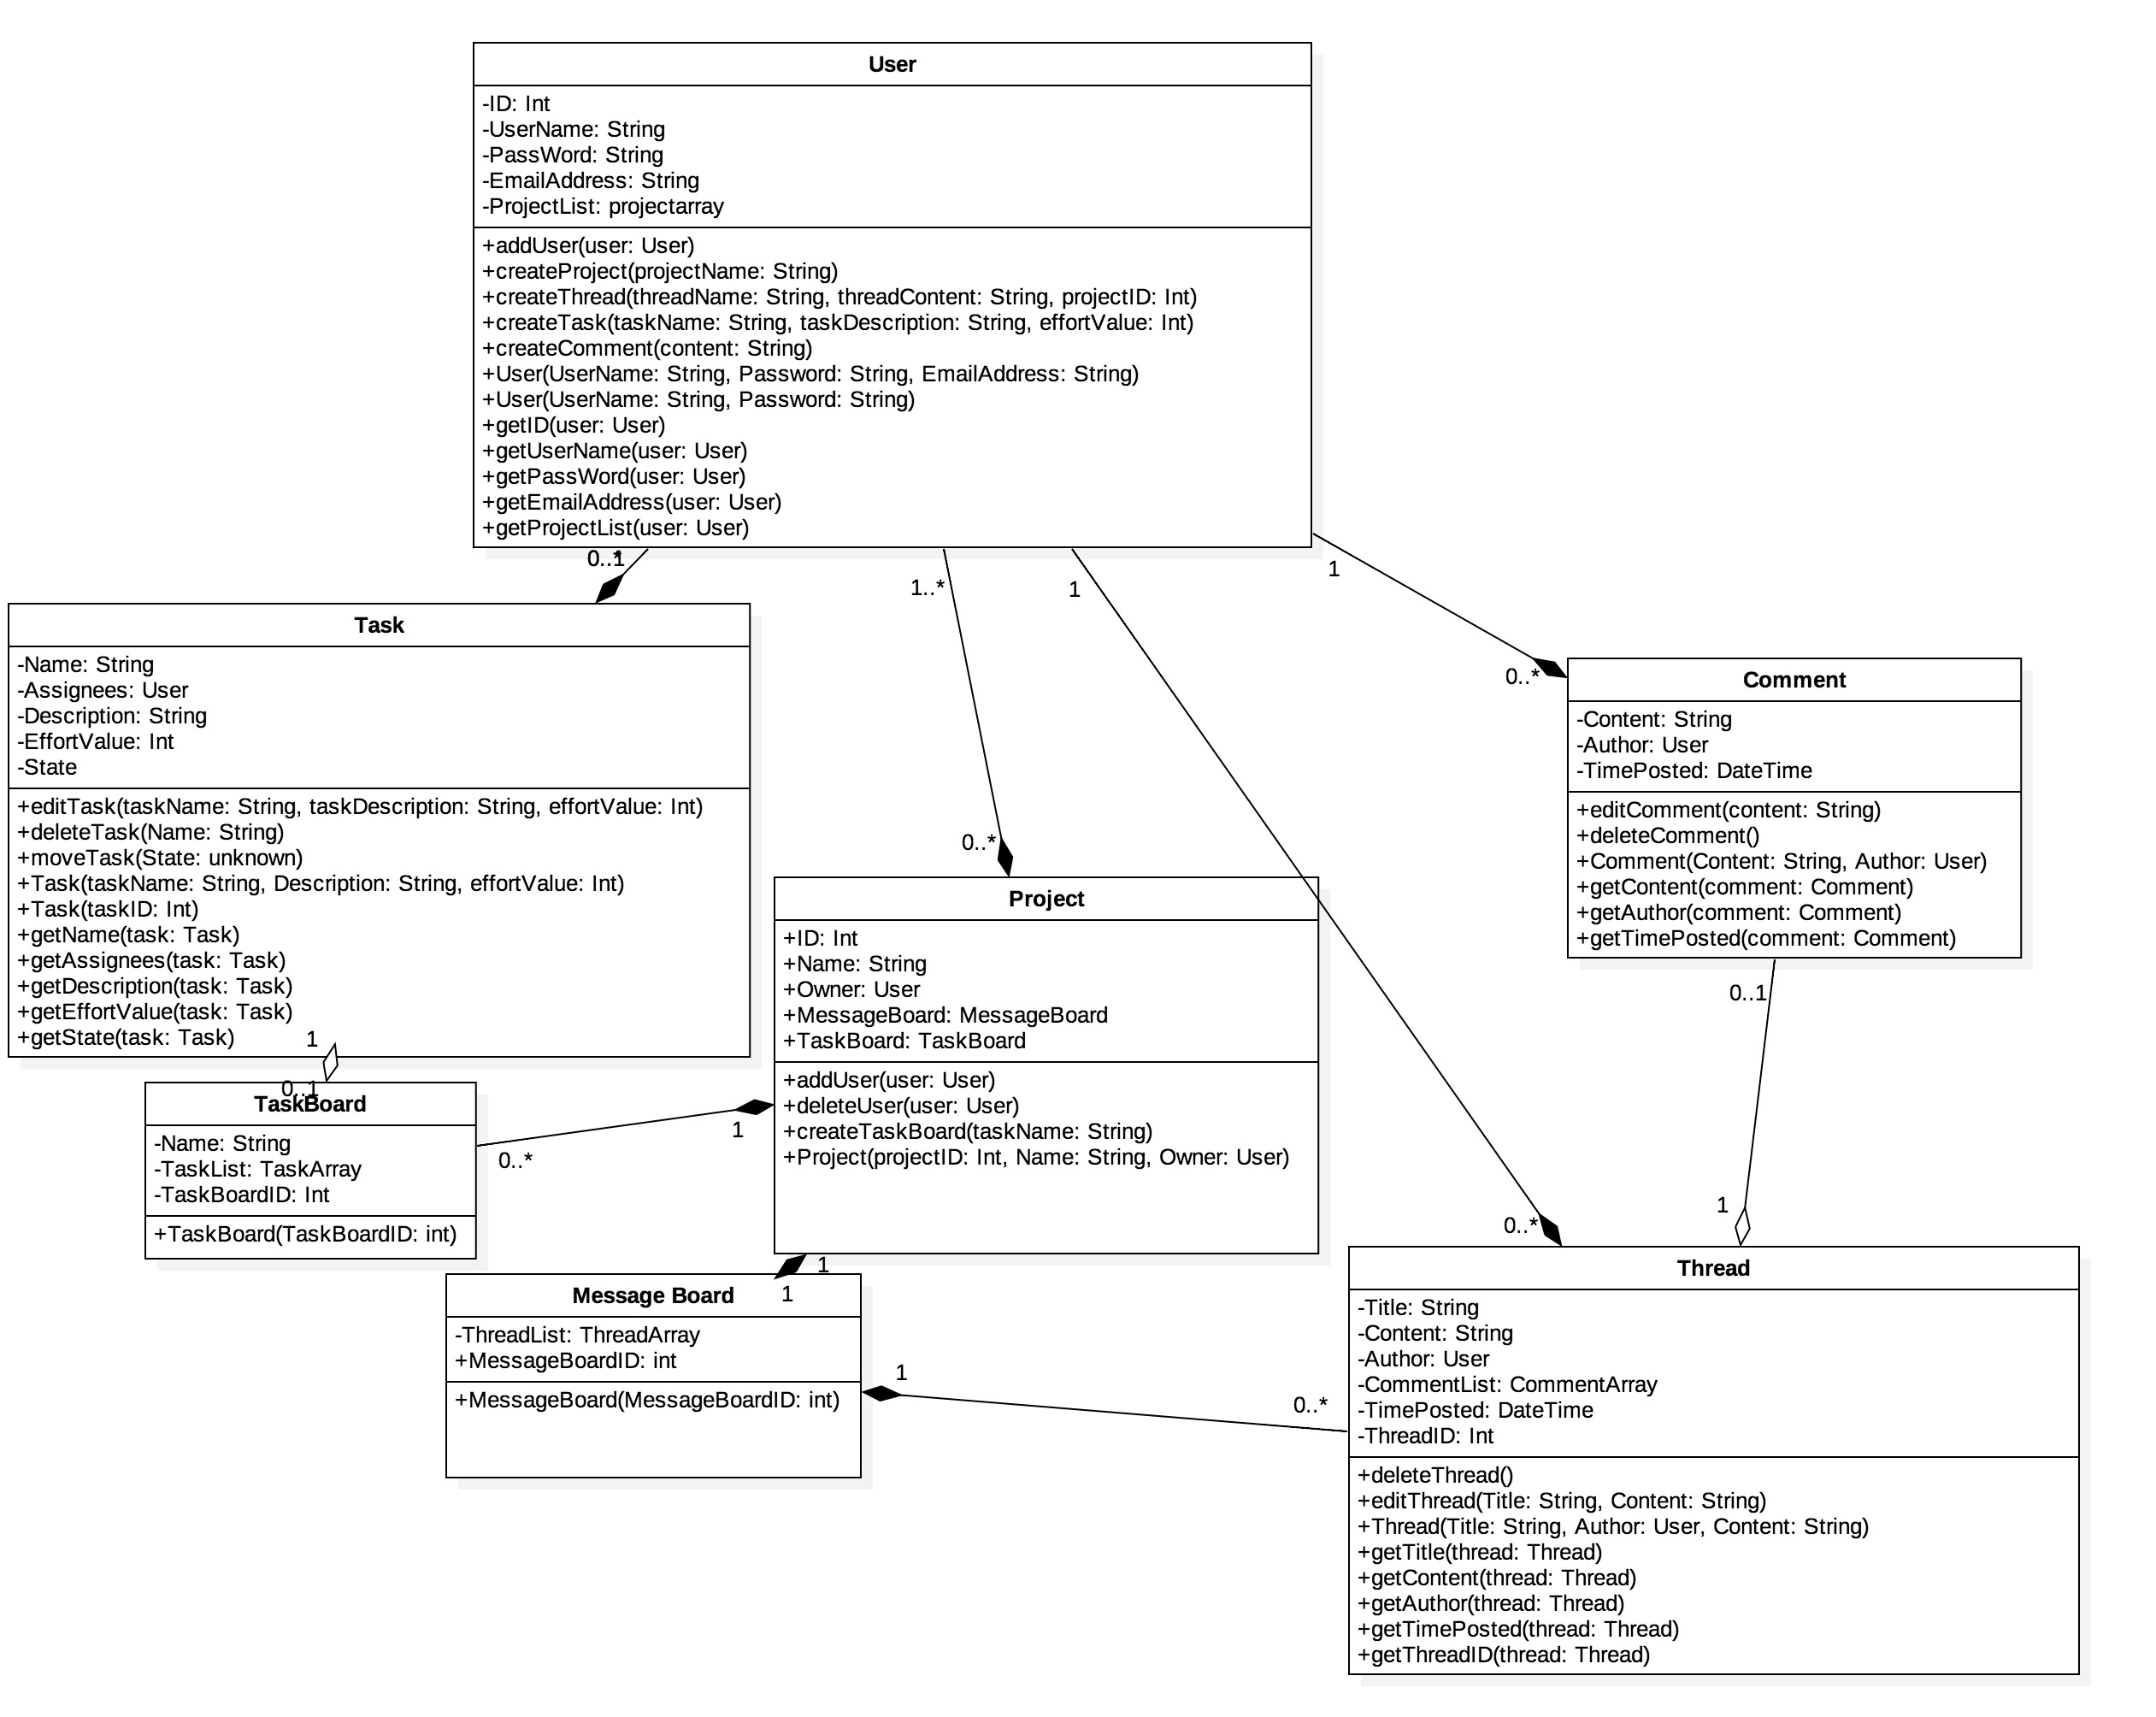 User
-ID: Int
-UserName: String
-PassWord: String
-EmailAddress: String
-ProjectList: projectarray
+addUser(user: User)
+createProject(projectName: String)
+createThread(threadName: String, threadContent: String, projectID: Int)
+createTask(taskName: String, taskDescription: String, effortValue: Int)
+createComment(content: String)
+User(UserName: String, Password: String, EmailAddress: String)
+User(UserName: String, Password: String)
+getID(user: User)
+getUserName(user: User)
+getPassWord(user: User)
+getEmailAddress(user: User)
+getProjectList(user: User)
1..*
0..*
1
0..*
1
0..*
Task
-Name: String
-Assignees: User
-Description: String
-EffortValue: Int
-State
+editTask(taskName: String, taskDescription: String, effortValue: Int)
+deleteTask(Name: String)
+moveTask(State: unknown)
+Task(taskName: String, Description: String, effortValue: Int)
+Task(taskID: Int)
+getName(task: Task)
+getAssignees(task: Task)
+getDescription(task: Task)
+getEffortValue(task: Task)
+getState(task: Task)
1
0..1
TaskBoard
-Name: String
-TaskList: TaskArray
-TaskBoardID: Int
+TaskBoard(TaskBoardID: int)
0..*
1
Project
+ID: Int
+Name: String
+Owner: User
+MessageBoard: MessageBoard
+TaskBoard: TaskBoard
+addUser(user: User)
+deleteUser(user: User)
+createTaskBoard(taskName: String)
+Project(projectID: Int, Name: String, Owner: User)
1
1
Comment
-Content: String
-Author: User
-TimePosted: DateTime
+editComment(content: String)
+deleteComment()
+Comment(Content: String, Author: User)
+getContent(comment: Comment)
+getAuthor(comment: Comment)
+getTimePosted(comment: Comment)
0..1
1
Message Board
-ThreadList: ThreadArray
+MessageBoardID: int
+MessageBoard(MessageBoardID: int)
1
0..*
Thread
-Title: String
-Content: String
-Author: User
-CommentList: CommentArray
-TimePosted: DateTime
-ThreadID: Int
+deleteThread()
+editThread(Title: String, Content: String)
+Thread(Title: String, Author: User, Content: String)
+getTitle(thread: Thread)
+getContent(thread: Thread)
+getAuthor(thread: Thread)
+getTimePosted(thread: Thread)
+getThreadID(thread: Thread)